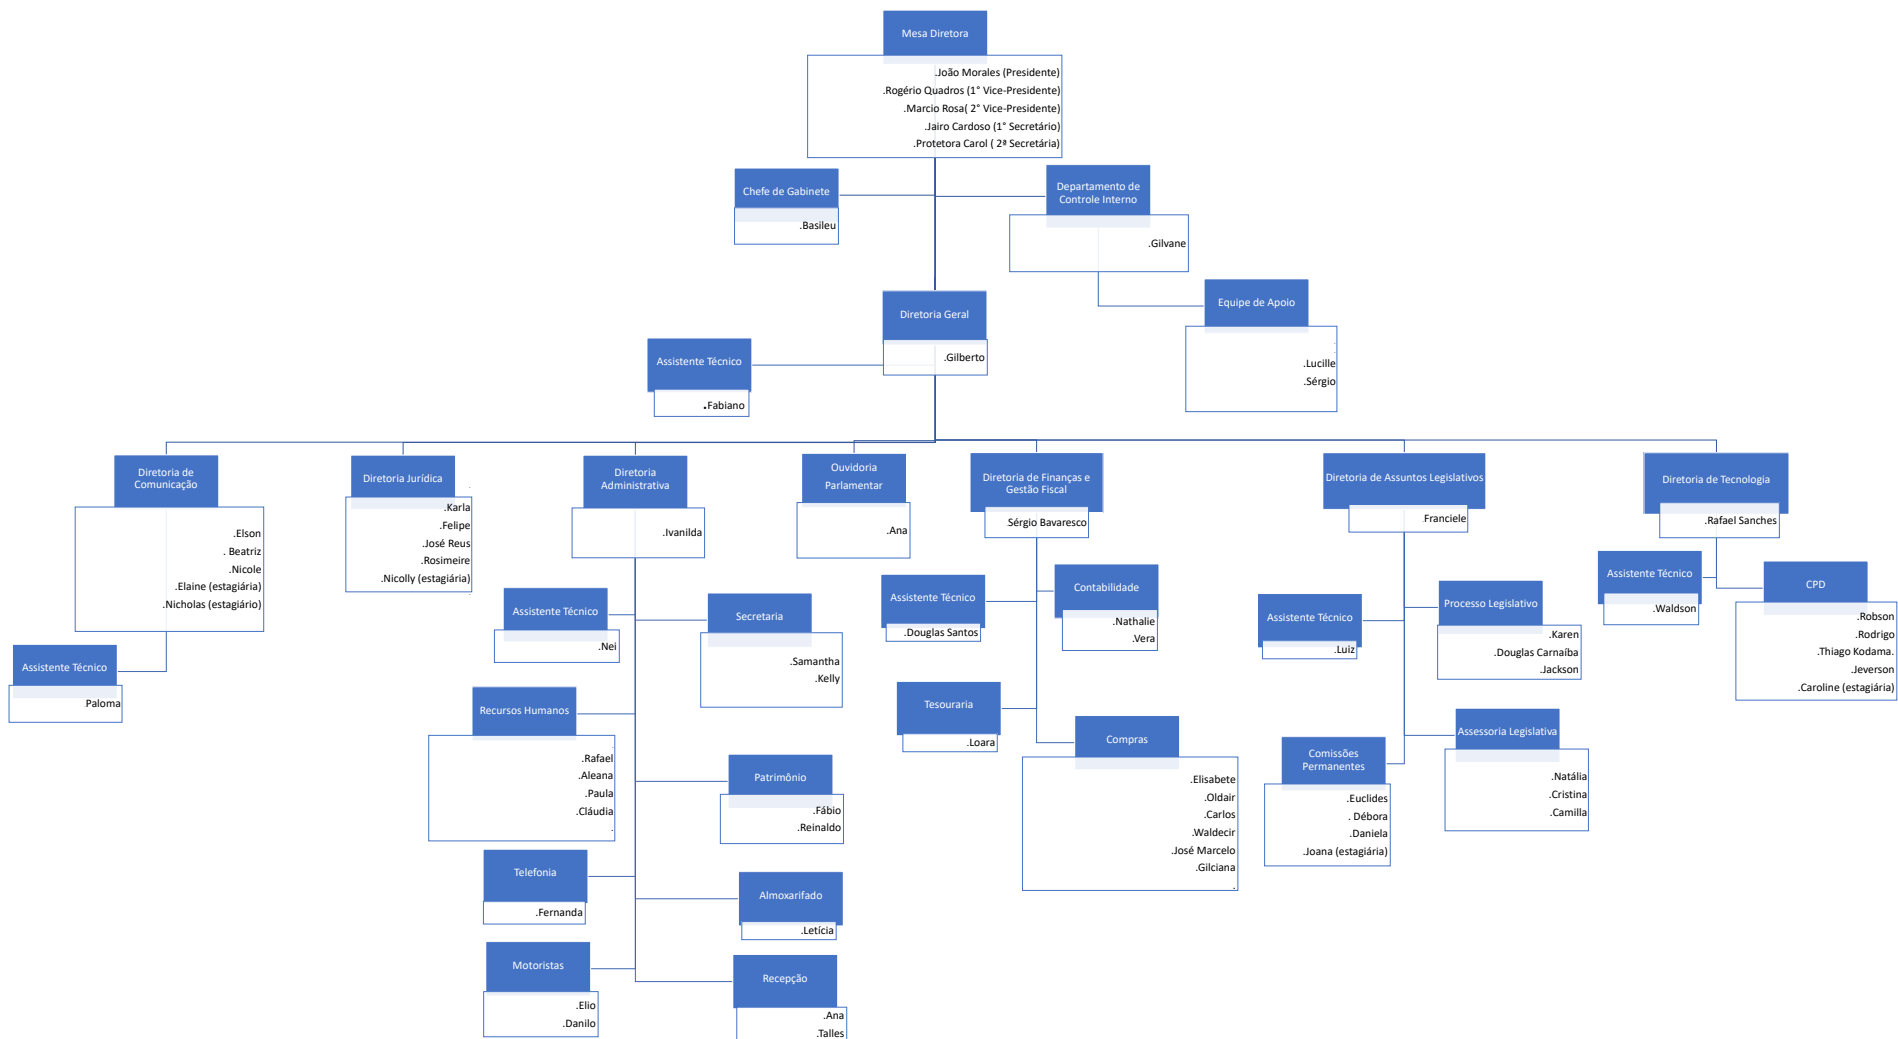 Mesa Diretora
.João Morales (Presidente)
.Rogério Quadros (1° Vice-Presidente)
.Marcio Rosa( 2° Vice-Presidente)
.Jairo Cardoso (1° Secretário)
.Protetora Carol ( 2ª Secretária)
Chefe de Gabinete
.Basileu
Departamento de
Controle Interno
.Gilvane
Equipe de Apoio
.
.
.Lucille
.Sérgio
Diretoria Geral
.Gilberto
Assistente Técnico
.Fabiano
Diretoria de
Comunicação
.Elson
. Beatriz
.Nicole
.Elaine (estagiária)
.Nicholas (estagiário)
Assistente Técnico
Paloma
Diretoria Jurídica
.
.Karla
.Felipe
.José Reus
.Rosimeire
.Nicolly (estagiária)
.
Diretoria
Administrativa
.Ivanilda
Assistente Técnico
.Nei
Secretaria
.Samantha
.Kelly
Recursos Humanos
.
.Rafael
.Aleana
.Paula
.Cláudia
.
Patrimônio
.Fábio
.Reinaldo
Telefonia
.Fernanda
Almoxarifado
.Letícia
Motoristas
.Elio
.Danilo
Recepção
.Ana
.Talles
Ouvidoria
Parlamentar
.Ana
Diretoria de Finanças e
Gestão Fiscal
Sérgio Bavaresco
Assistente Técnico
.Douglas Santos
Contabilidade
.Nathalie
.Vera
Tesouraria
.Loara
Compras
.Elisabete
.Oldair
.Carlos
.Waldecir
.José Marcelo
.Gilciana
.
Diretoria de Assuntos Legislativos
.Franciele
Assistente Técnico
.Luiz
Processo Legislativo
.Karen
.Douglas Carnaíba
.Jackson
Comissões
Permanentes
.Euclides
. Débora
.Daniela
.Joana (estagiária)
Assessoria Legislativa
.Natália
.Cristina
.Camilla
Diretoria de Tecnologia
.Rafael Sanches
Assistente Técnico
.Waldson
CPD
.Robson
.Rodrigo
.Thiago Kodama.
.Jeverson
.Caroline (estagiária)